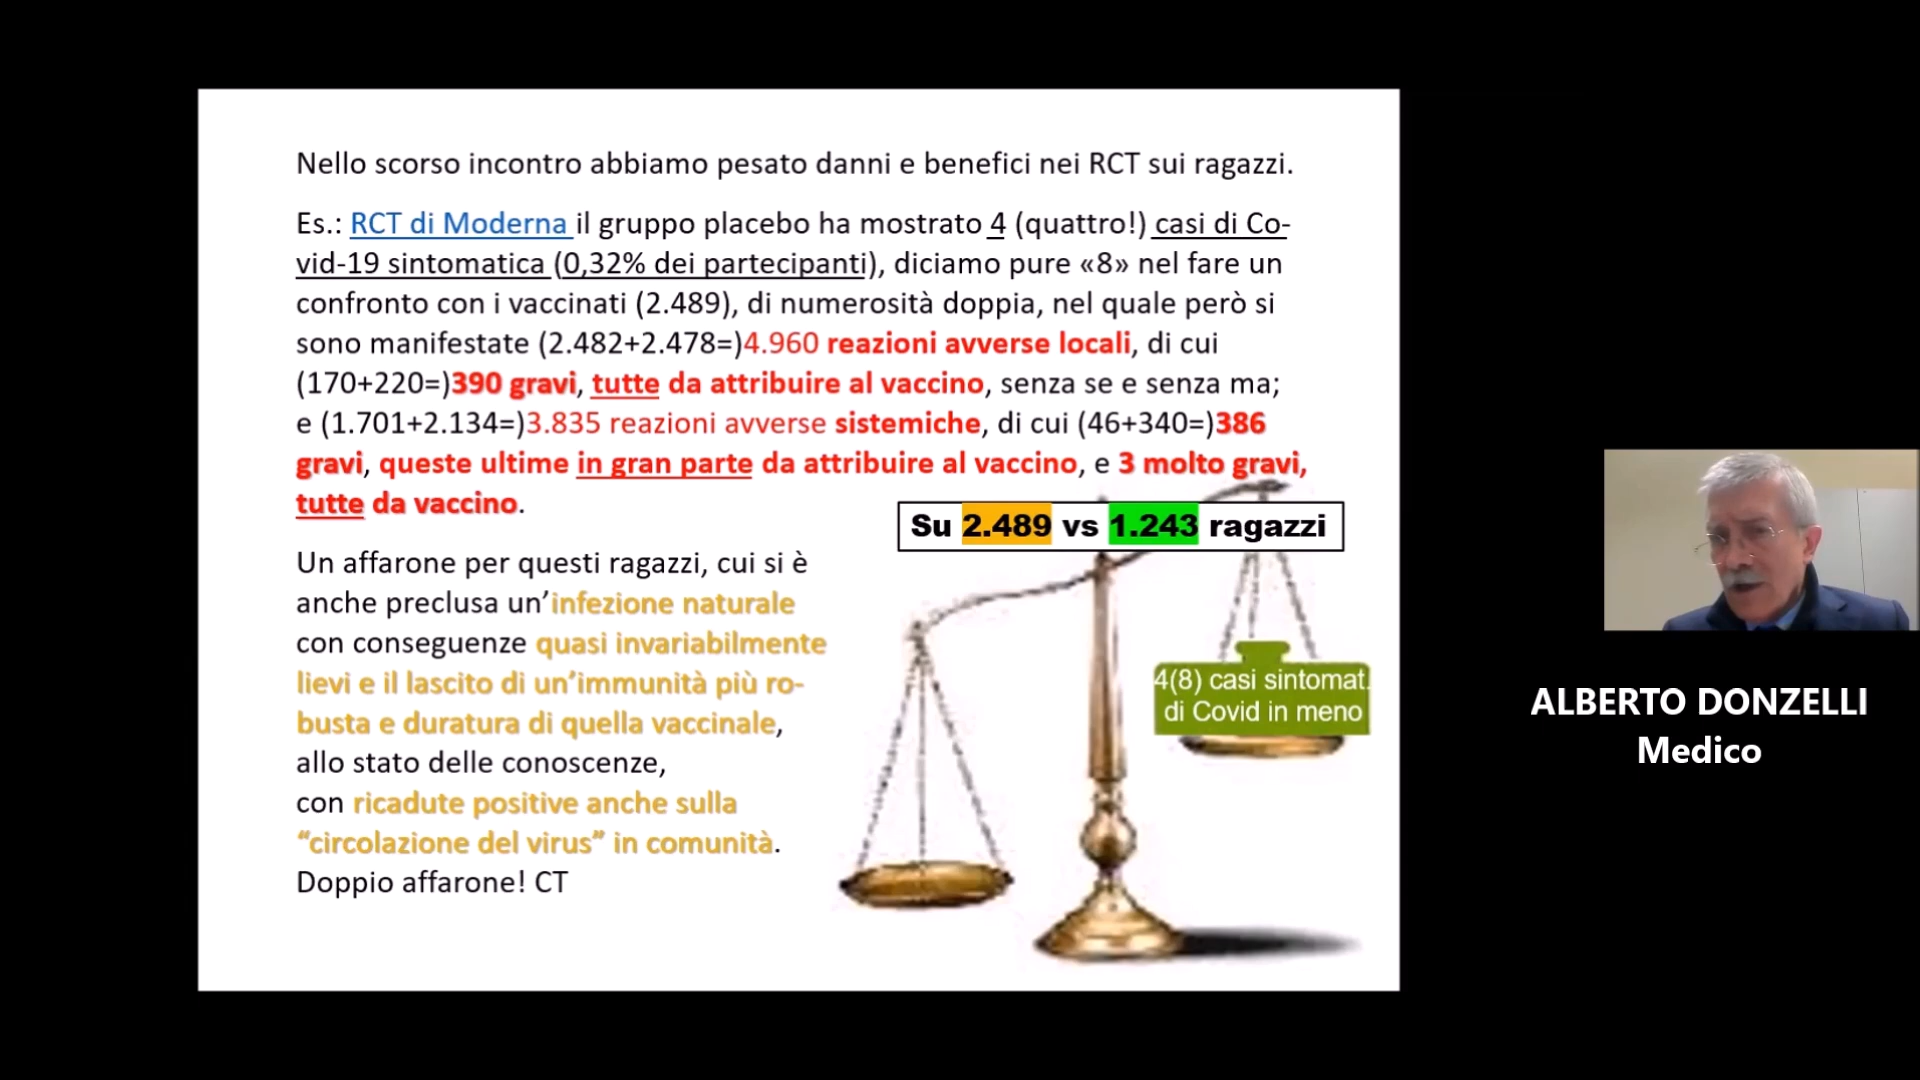 Nello scorso incontro abbiamo pesato danni e benefici nei RCT sui ragazzi.
Es.: RCT di Moderna il gruppo placebo ha mostrato 4 (quattro!) casi di Co-
vid-19 sintomatica (0,32% dei partecipanti), diciamo pure «8» nel fare un
confronto con i vaccinati (2.489), di numerosità doppia, nel quale però si
sono manifestate (2.482+2.478=)4.960 reazioni avverse locali, di cui
(170+220=)390 gravi, tutte da attribuire al vaccino, senza se e senza ma;
e (1.701+2.134=)3.835 reazioni avverse sistemiche, di cui (46+340=)386
gravi, queste ultime in gran parte da attribuire al vaccino, e 3 molto gravi,
tutte da vaccino.
Su 2.489 vs 1.243 ragazzi
Un affarone per questi ragazzi, cui si è
anche preclusa un’infezione naturale
con conseguenze quasi invariabilmente
lievi e il lascito di un’immunità più ro-
busta e duratura di quella vaccinale,
allo stato delle conoscenze,
con ricadute positive anche sulla
“circolazione del virus” in comunità.
Doppio affarone! CT
4(8) casi sintomat.
di Covid in meno
ALBERTO DONZELLI
Medico